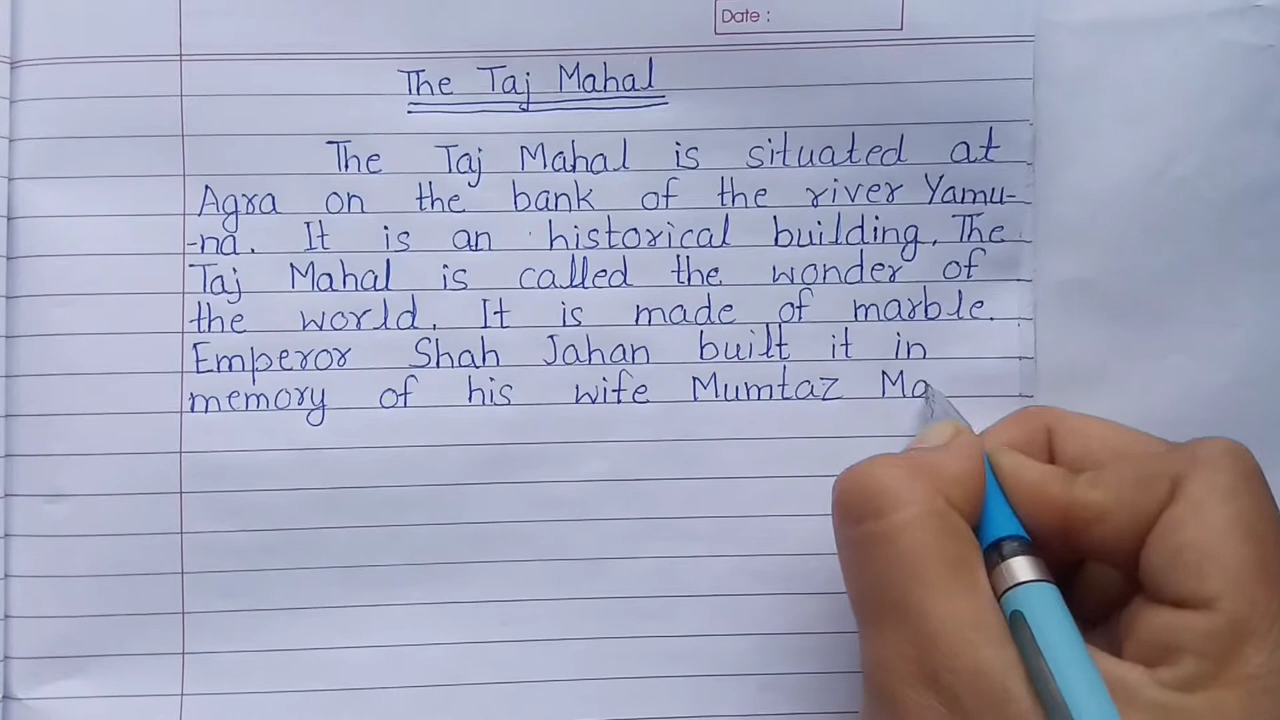 Date :
The Taj Mahal
The Taj Mahal is situated at
Agra on the bank of the river Yamu-
-na. It is an historical building. The
Taj Mahal is called the wonder of
the world. It is made of marble.
Emperor Shah Jahan built it in
memory of his wife Mumtaz Ma